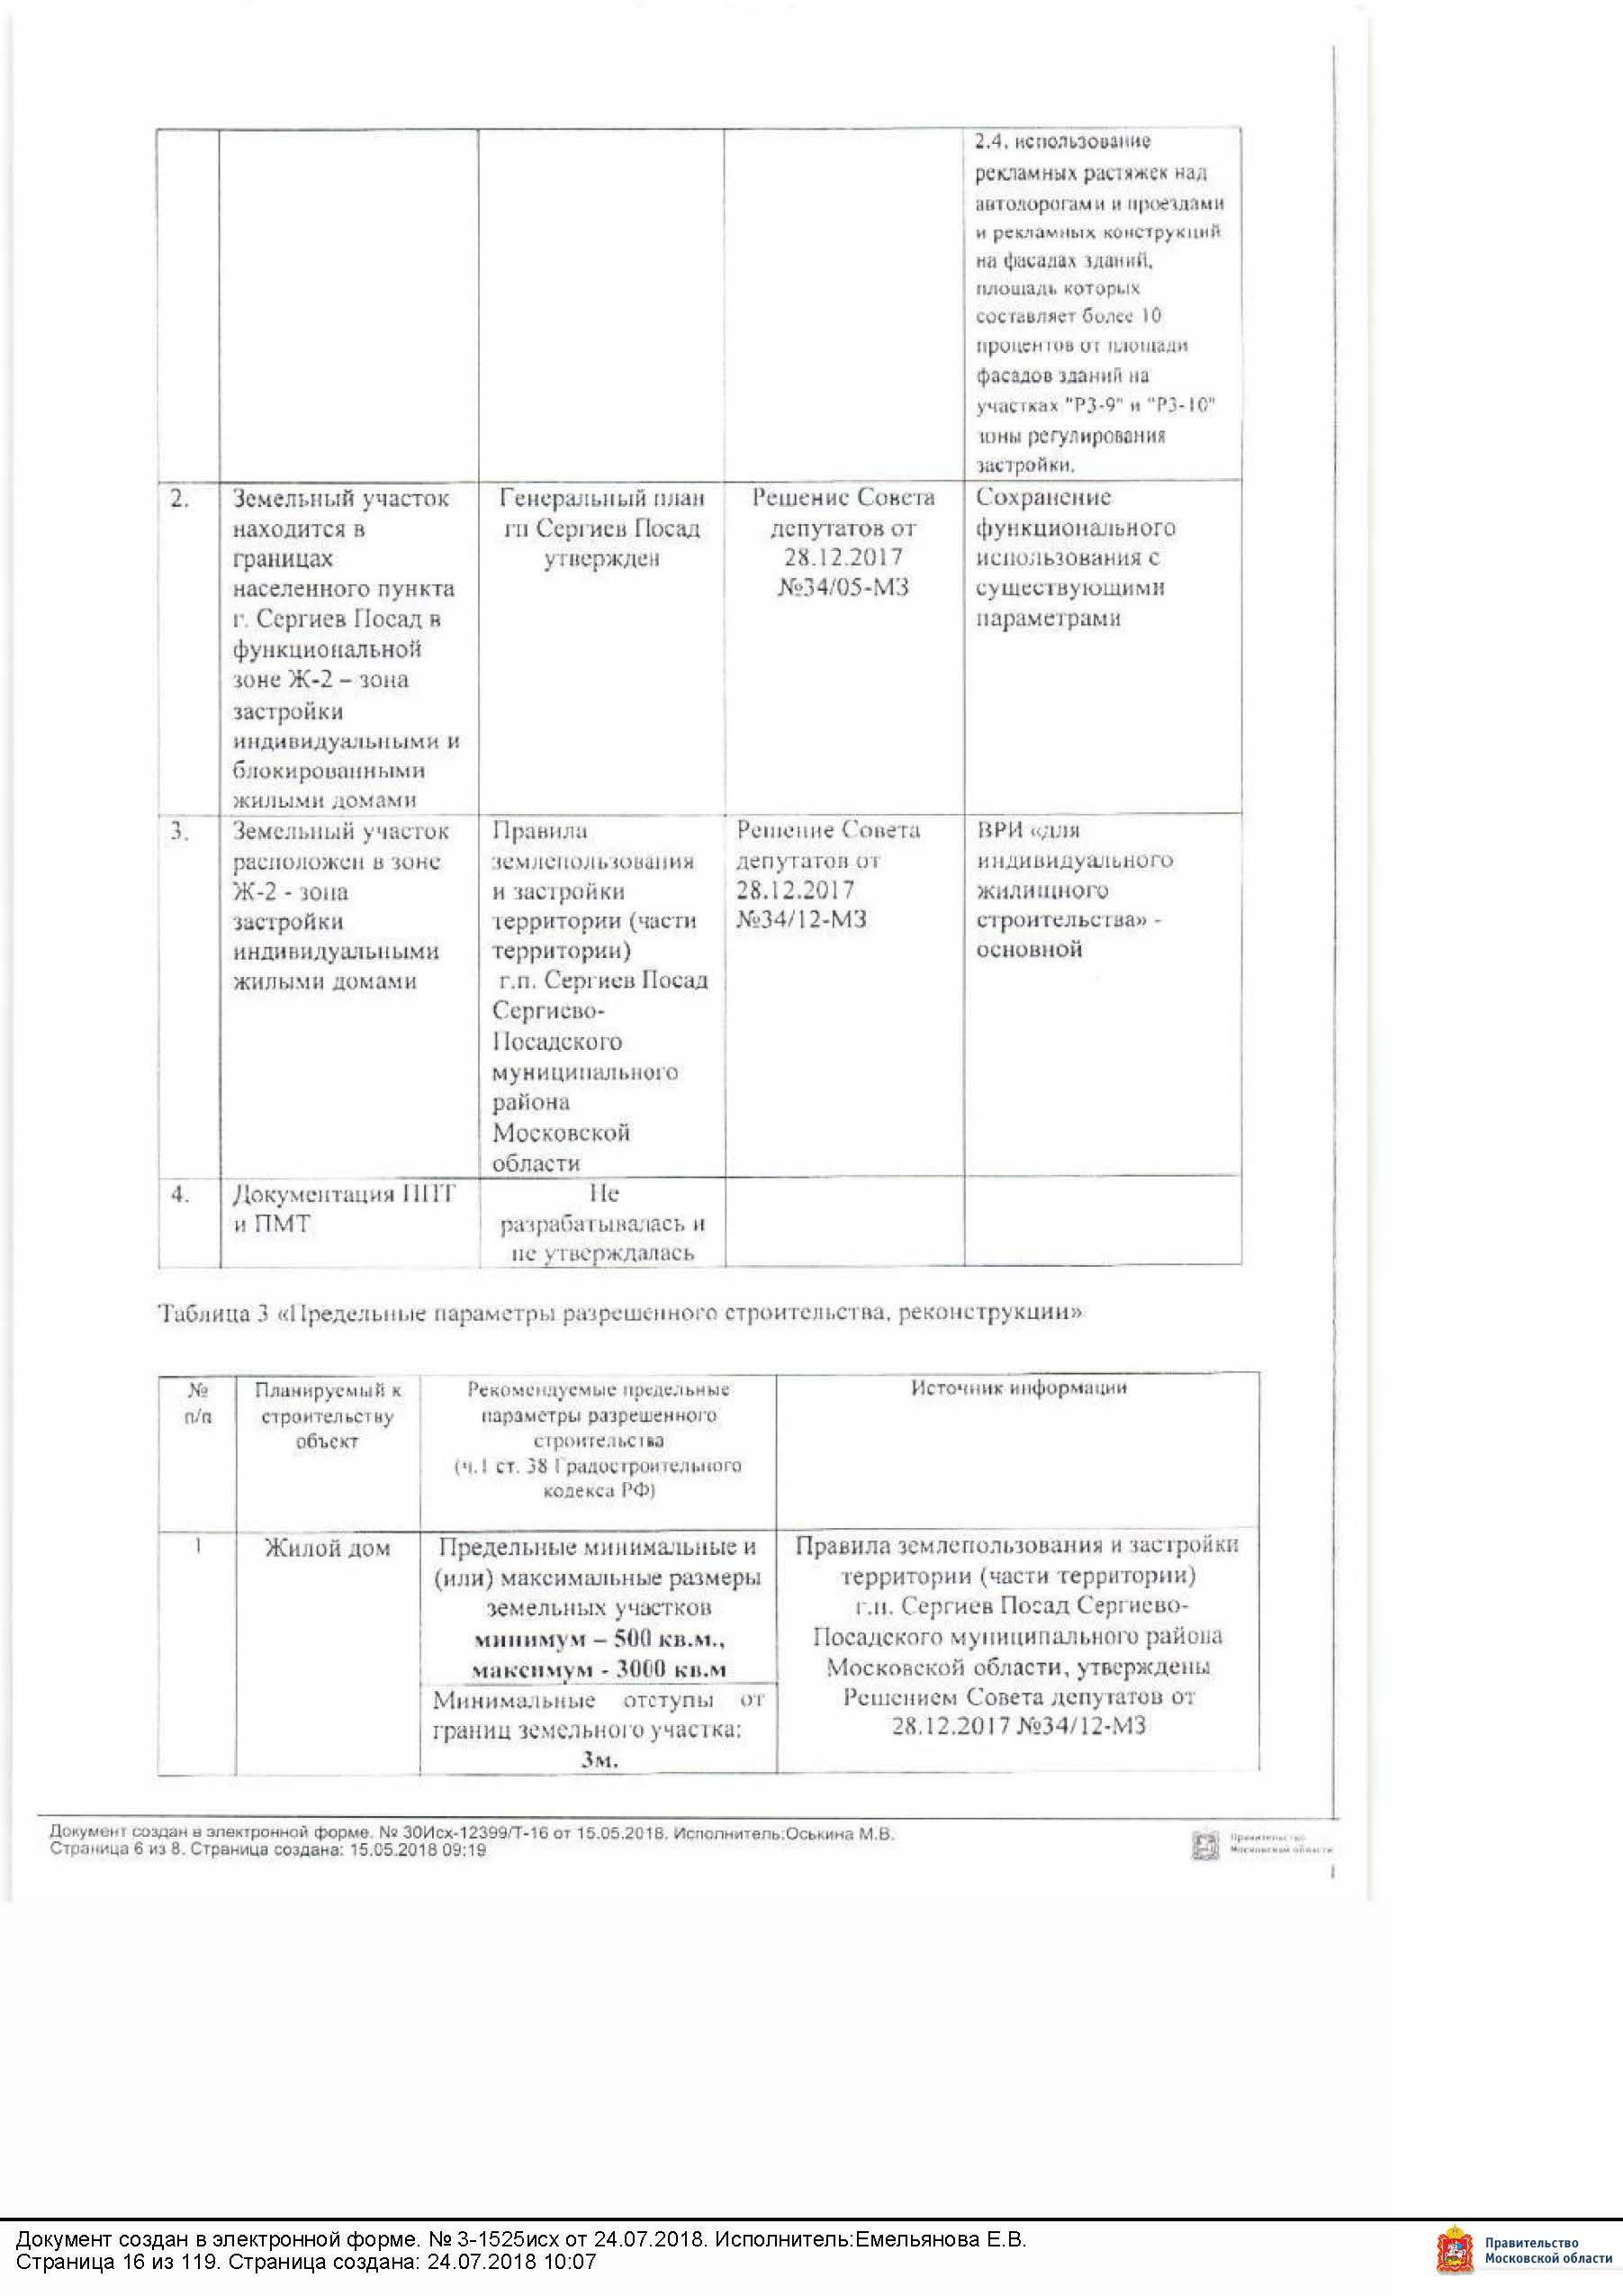 2.4. использование
рекламных растяжек над
автодорогами и проездами
и рекламных конструкций
на фасадах зданий,
площадь которых
составляет более 10
процентов от площади
фасадов зданий на
участках "РЗ-9" и "РЗ-10"
зоны регулирования
застройки.
2.
Земельный участок
находится в
границах
населенного пункта
г. Сергиев Посад в
функциональной
зоне Ж-2 – зона
застройки
индивидуальными и
блокированными
жилыми домами
Генеральный план
гп Сергиев Посад
утвержден
Решение Совета
депутатов от
28.12.2017
№34/05-МЗ
Сохранение
функционального
использования с
существующими
параметрами
3.
Земельный участок
расположен в зоне
Ж-2 - зона
застройки
индивидуальными
жилыми домами
Правила
землепользования
и застройки
территории (части
территории)
г.п. Сергиев Посад
Сергиево-
Посадского
муниципального
района
Московской
области
Решение Совета
депутатов от
28.12.2017
№34/12-МЗ
ВРИ «для
индивидуального
жилищного
строительства» -
основной
4.
Документация ППТ
и ПМТ
Не
разрабатывалась и
не утверждалась
Таблица 3 «Предельные параметры разрешенного строительства, реконструкции»
№
п/п
Планируемый к
строительству
объект
Рекомендуемые предельные
параметры разрешенного
строительства
(ч.1 ст. 38 Градостроительного
кодекса РФ)
Источник информации
1
Жилой дом
Предельные минимальные и
(или) максимальные размеры
земельных участков
минимум – 500 кв.м.,
максимум - 3000 кв.м
Минимальные отступы от
границ земельного участка:
3м.
Правила землепользования и застройки
территории (части территории)
г.п. Сергиев Посад Сергиево-
Посадского муниципального района
Московской области, утверждены
Решением Совета депутатов от
28.12.2017 №34/12-МЗ
Документ создан в электронной форме. № 30Исх-12399/Т-16 от 15.05.2018. Исполнитель:Оськина М.В.
Страница 6 из 8. Страница создана: 15.05.2018 09:19
Правительство
Московской области
1
Документ создан в электронной форме. № 3-1525исх от 24.07.2018. Исполнитель:Емельянова Е.В.
Страница 16 из 119. Страница создана: 24.07.2018 10:07
Правительство
Московской области